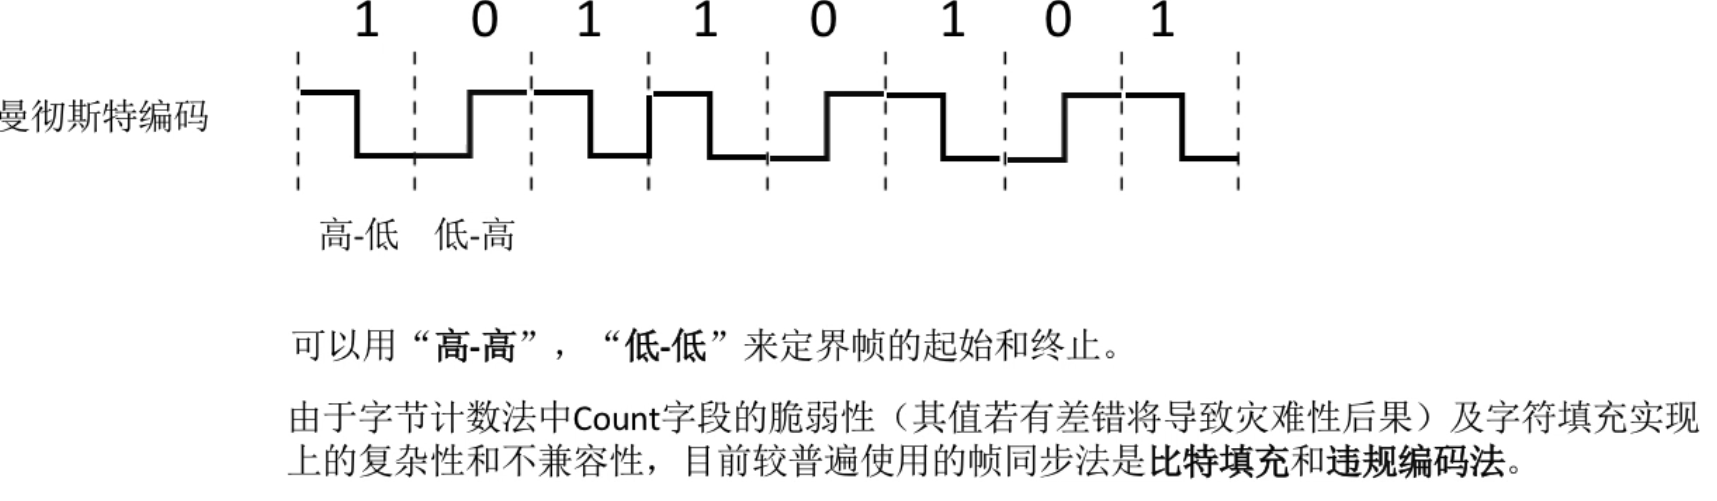 1 0 1 1 0 1 0 1
曼彻斯特编码
高-低 低-高
可以用“高-高”，“低-低”来定界帧的起始和终止。
由于字节计数法中Count字段的脆弱性（其值若有差错将导致灾难性后果）及字符填充实现
上的复杂性和不兼容性，目前较普遍使用的帧同步法是比特填充和违规编码法。